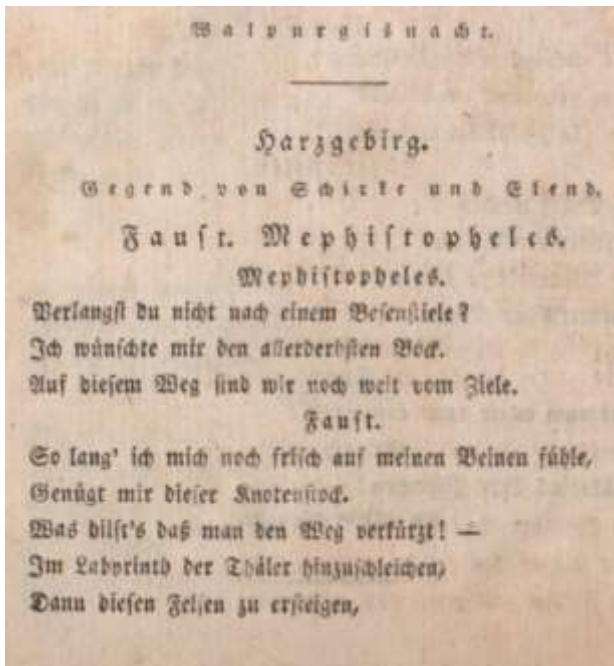 Walpurgisnacht.
Harzgebirg.
Gegend von Schirke und Elend.
Faust. Mephistopheles.
Mephistopheles.
Verlangst du nicht nach einem Besenstiele?
Ich wünschte mir den allerderbsten Bock.
Auf diesem Weg sind wir noch weit vom Ziele.
Faust.
So lang' ich mich noch frisch auf meinen Beinen fühle,
Genügt mir dieser Knotenstock.
Was hilft's daß man den Weg verkürzt! —
Im Labyrinth der Thäler hinzuschleichen,
Dann diesen Felsen zu ersteigen,